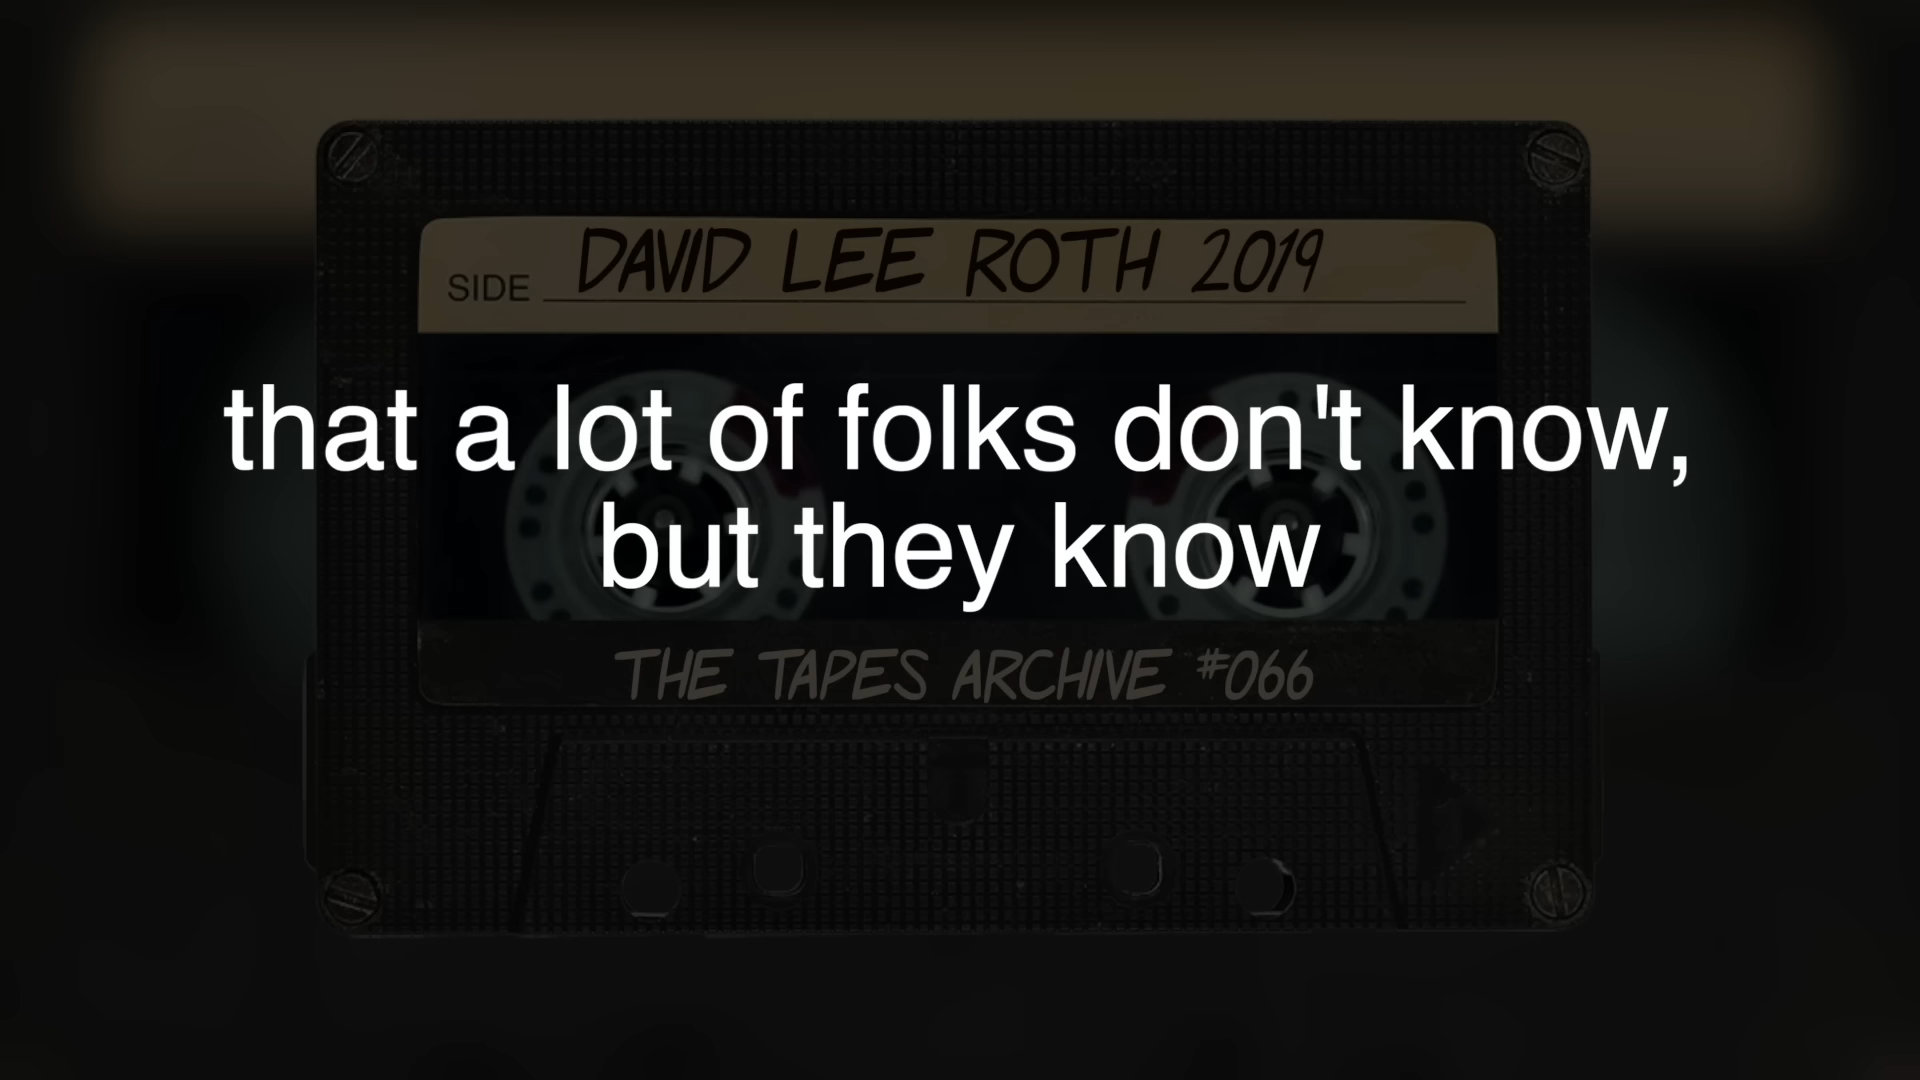 SIDE DAVID LEE ROTH 2019
that a lot of folks don't know,
but they know
THE TAPES ARCHIVE #066